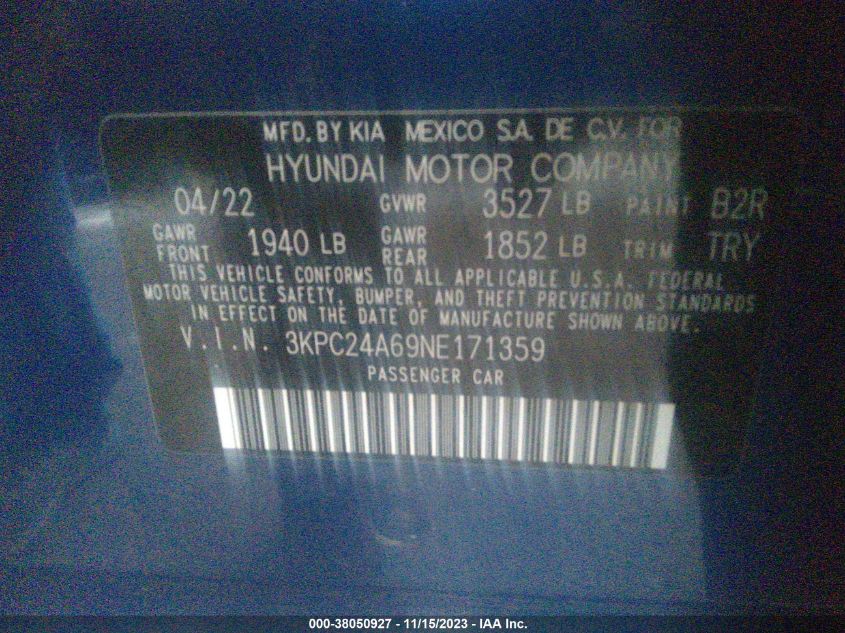 MFD. BY KIA MEXICO S.A. DE C.V. FOR
HYUNDAI MOTOR COMPANY
04/22 GVWR 3527 LB PAINT B2R
GAWR FRONT 1940 LB GAWR REAR 1852 LB TRIM TRY
THIS VEHICLE CONFORMS TO ALL APPLICABLE U.S.A. FEDERAL
MOTOR VEHICLE SAFETY, BUMPER, AND THEFT PREVENTION STANDARDS
IN EFFECT ON THE DATE OF MANUFACTURE SHOWN ABOVE.
V.I.N. 3KPC24A69NE171359
PASSENGER CAR
000-38050927 - 11/15/2023 - IAA Inc.